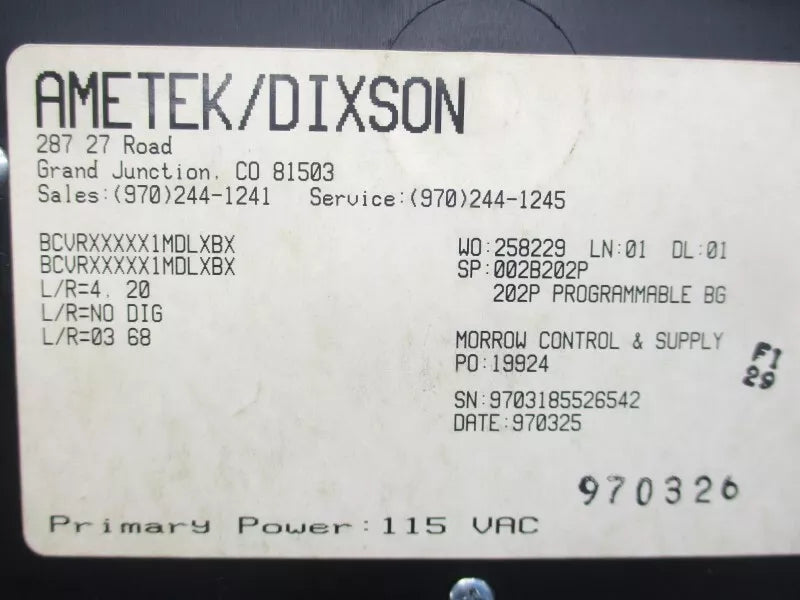 AMETEK/DIXSON
287 27 Road
Grand Junction, CO 81503
Sales:(970)244-1241 Service:(970)244-1245
BCVRXXXXX1MDLXBX
BCVRXXXXX1MDLXBX
L/R=4, 20
L/R=NO DIG
L/R=03 68
WO:258229 LN:01 DL:01
SP:002B202P
202P PROGRAMMABLE BG
MORROW CONTROL & SUPPLY
PO:19924
SN:9703185526542
DATE:970325
F1
29
970326
Primary Power:115 VAC